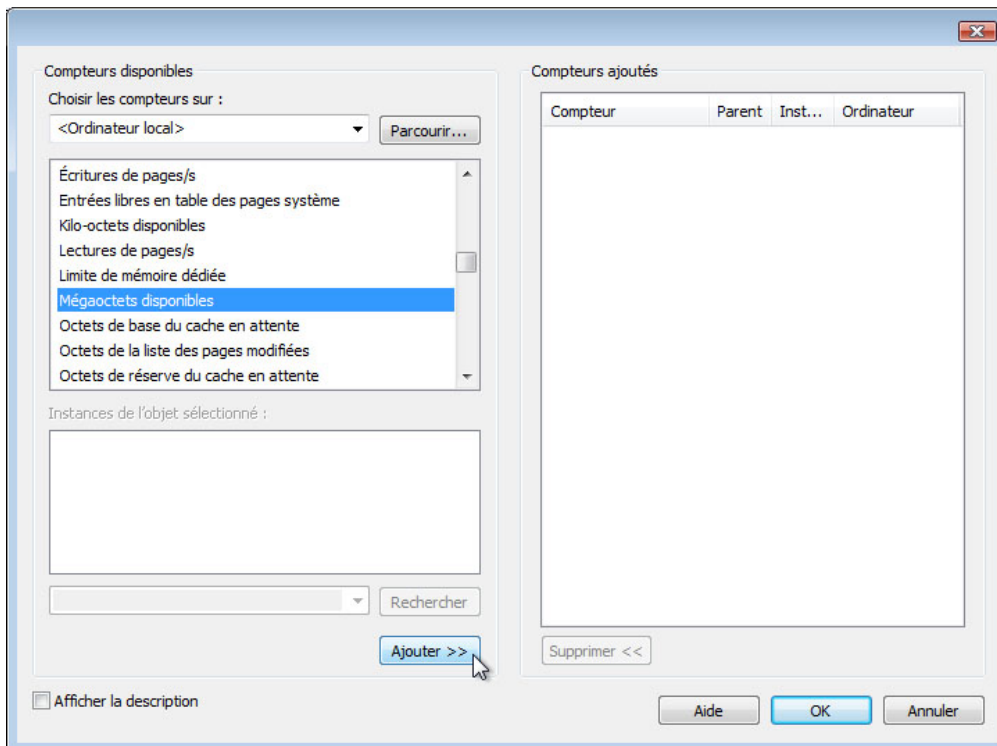 Compteurs disponibles
Choisir les compteurs sur :
<Ordinateur local>
Parcourir...
Écritures de pages/s
Entrées libres en table des pages système
Kilo-octets disponibles
Lectures de pages/s
Limite de mémoire dédiée
Mégaoctets disponibles
Octets de base du cache en attente
Octets de la liste des pages modifiées
Octets de réserve du cache en attente
Instances de l'objet sélectionné :
Rechercher
Ajouter >>
Afficher la description
Compteurs ajoutés
Compteur Parent Inst... Ordinateur
Supprimer <<
Aide OK Annuler